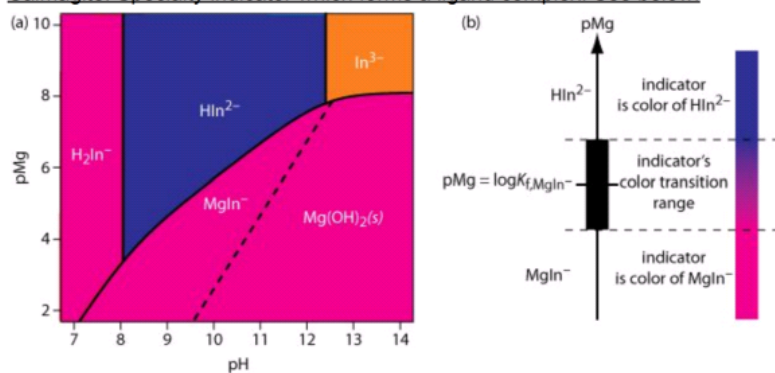 (a)
10
8
6
4
2
pMg
H₂In⁻
HIn²⁻
In³⁻
MgIn⁻
Mg(OH)₂(s)
7 8 9 10 11 12 13 14
pH
(b)
pMg
HIn²⁻
indicator
is color of HIn²⁻
pMg = logKf,MgIn⁻
indicator's
color transition
range
MgIn⁻
indicator
is color of MgIn⁻